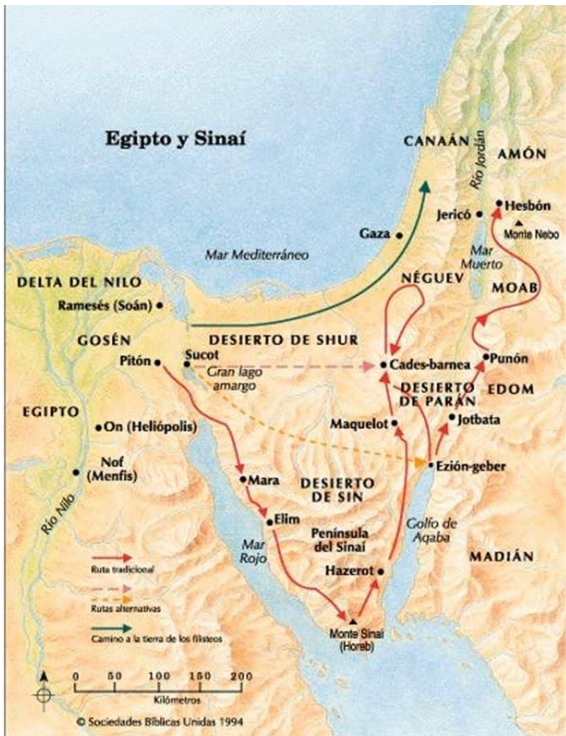 Egipto y Sinaí
CANAÁN
Río Jordán
AMÓN
Hesbón
Jericó
Monte Nebo
Gaza
Mar Mediterráneo
Mar
Muerto
NÉGUEV
MOAB
DELTA DEL NILO
Ramesés (Soán)
GOSÉN
DESIERTO DE SHUR
Pitón
Sucot
Gran lago
amargo
Cades-barnea
Punón
DESIERTO
DE PARÁN
EDOM
EGIPTO
On (Heliópolis)
Maquelot
Jotbata
Nof
(Menfis)
Mara
DESIERTO
DE SIN
Ezión-geber
Río Nilo
Elim
Península
del Sinaí
Golfo de
Aqaba
Mar
Rojo
MADIÁN
Hazerot
Ruta tradicional
Rutas alternativas
Camino a la tierra de los filisteos
Monte Sinaí
(Horeb)
0 50 100 150 200
Kilómetros
© Sociedades Bíblicas Unidas 1994